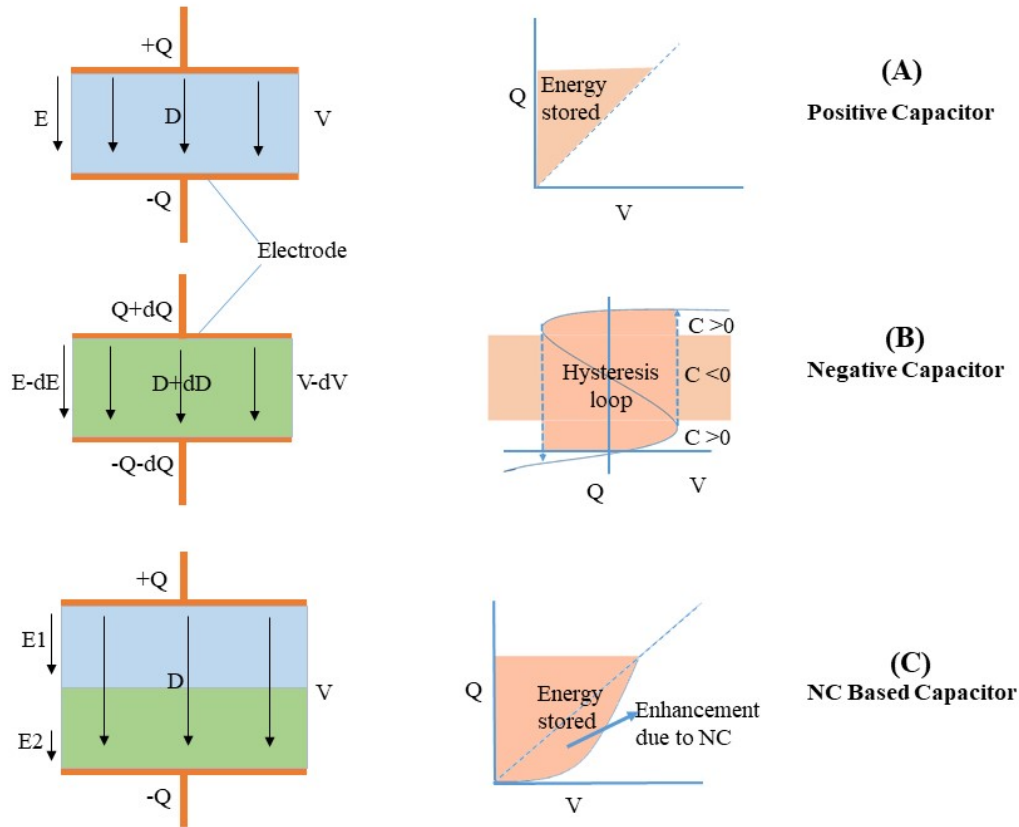 +Q
E
D
V
-Q
Energy
stored
Q
V
(A)
Positive Capacitor
Electrode
Q+dQ
E-dE
D+dD
V-dV
-Q-dQ
C >0
Hysteresis
loop
C <0
C >0
Q
V
(B)
Negative Capacitor
+Q
E1
D
V
E2
-Q
Q
Energy
stored
Enhancement
due to NC
V
(C)
NC Based Capacitor